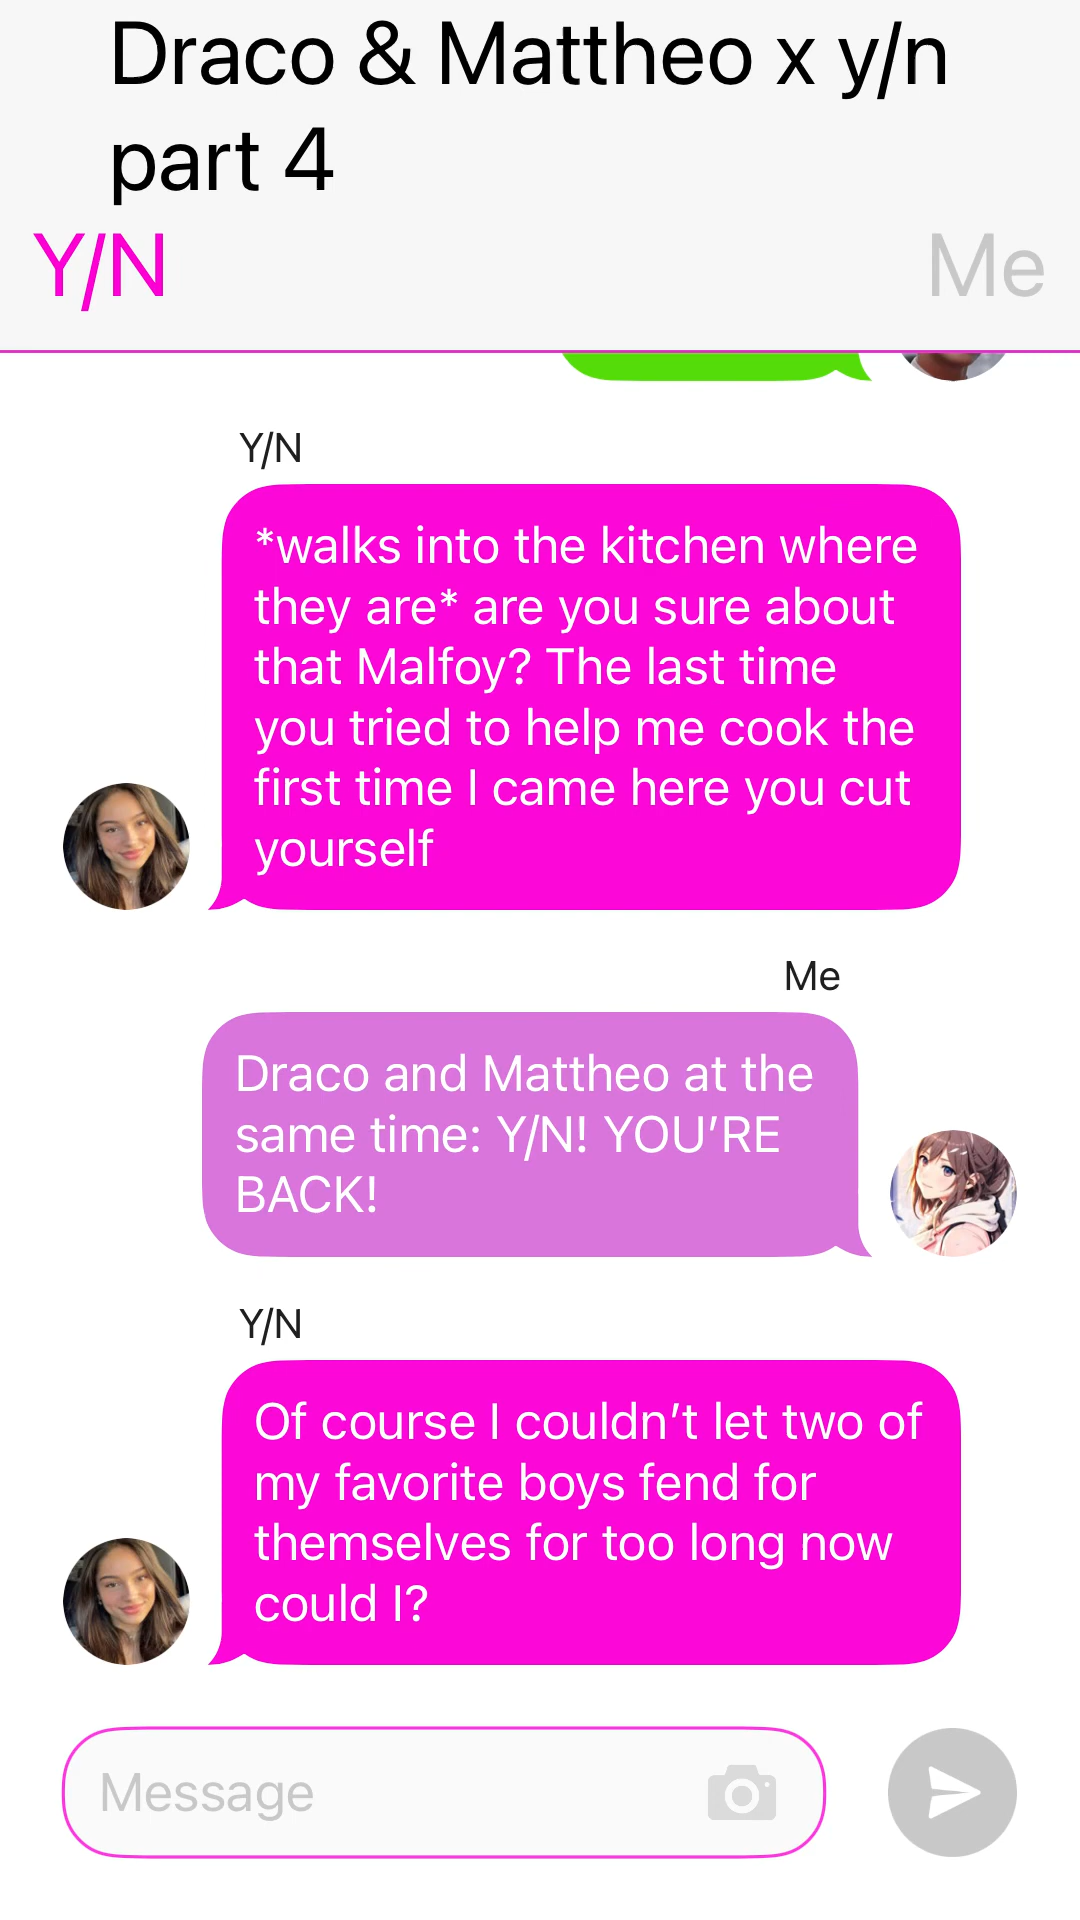 Draco & Mattheo x y/n
part 4
Y/N
Me
Y/N
*walks into the kitchen where
they are* are you sure about
that Malfoy? The last time
you tried to help me cook the
first time I came here you cut
yourself
Me
Draco and Mattheo at the
same time: Y/N! YOU’RE
BACK!
Y/N
Of course I couldn’t let two of
my favorite boys fend for
themselves for too long now
could I?
Message